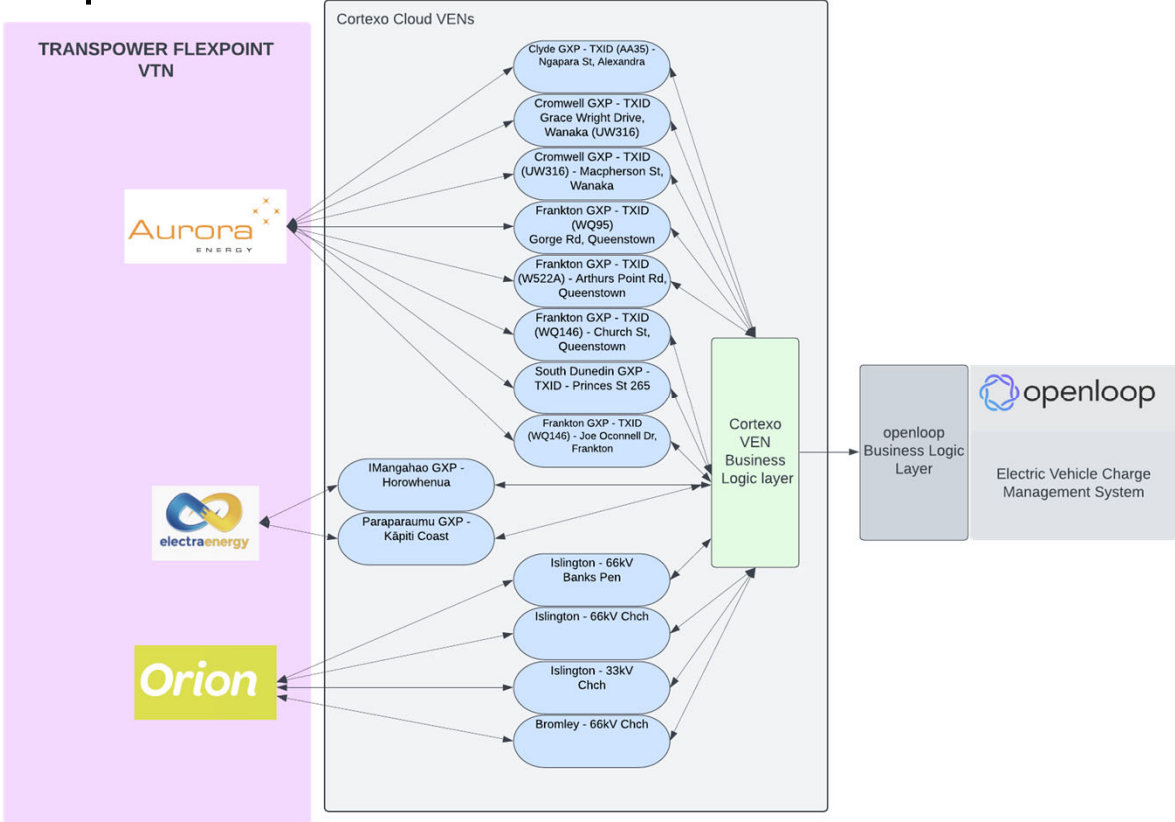 TRANSPOWER FLEXPOINT
VTN
Aurora
ENERGY
electraenergy
Orion
Cortexo Cloud VENs
Clyde GXP - TXID (AA35) -
Ngapara St, Alexandra
Cromwell GXP - TXID
Grace Wright Drive,
Wanaka (UW316)
Cromwell GXP - TXID
(UW316) - Macpherson St,
Wanaka
Frankton GXP - TXID
(WQ95)
Gorge Rd, Queenstown
Frankton GXP - TXID
(W522A) - Arthurs Point Rd,
Queenstown
Frankton GXP - TXID
(WQ146) - Church St,
Queenstown
South Dunedin GXP -
TXID - Princes St 265
Frankton GXP - TXID
(WQ146) - Joe Oconnell Dr,
Frankton
IMangahao GXP -
Horowhenua
Paraparaumu GXP -
Kāpiti Coast
Islington - 66kV
Banks Pen
Islington - 66kV Chch
Islington - 33kV
Chch
Bromley - 66kV Chch
Cortexo
VEN
Business
Logic layer
openloop
Business Logic
Layer
openloop
Electric Vehicle Charge
Management System